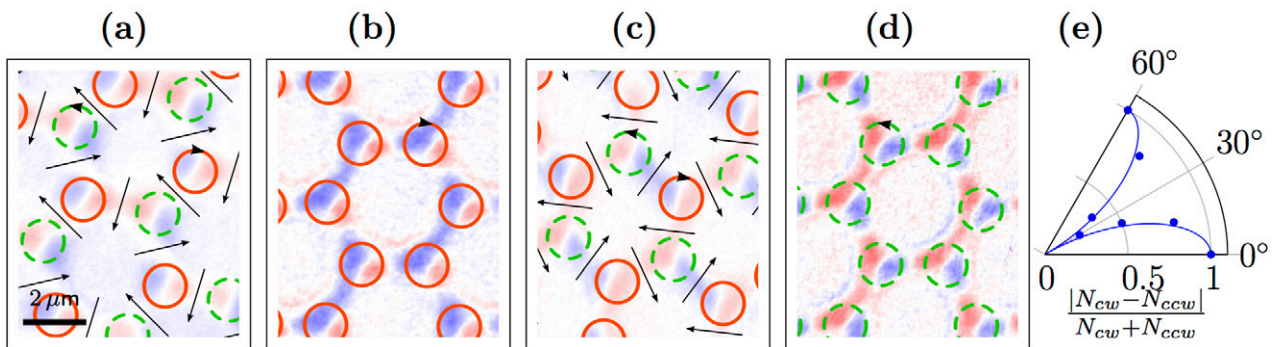 (a)
(b)
(c)
(d)
(e)
2 μm
60°
30°
0°
0
0.5
1
|N_cw−N_ccw|
N_cw+N_ccw